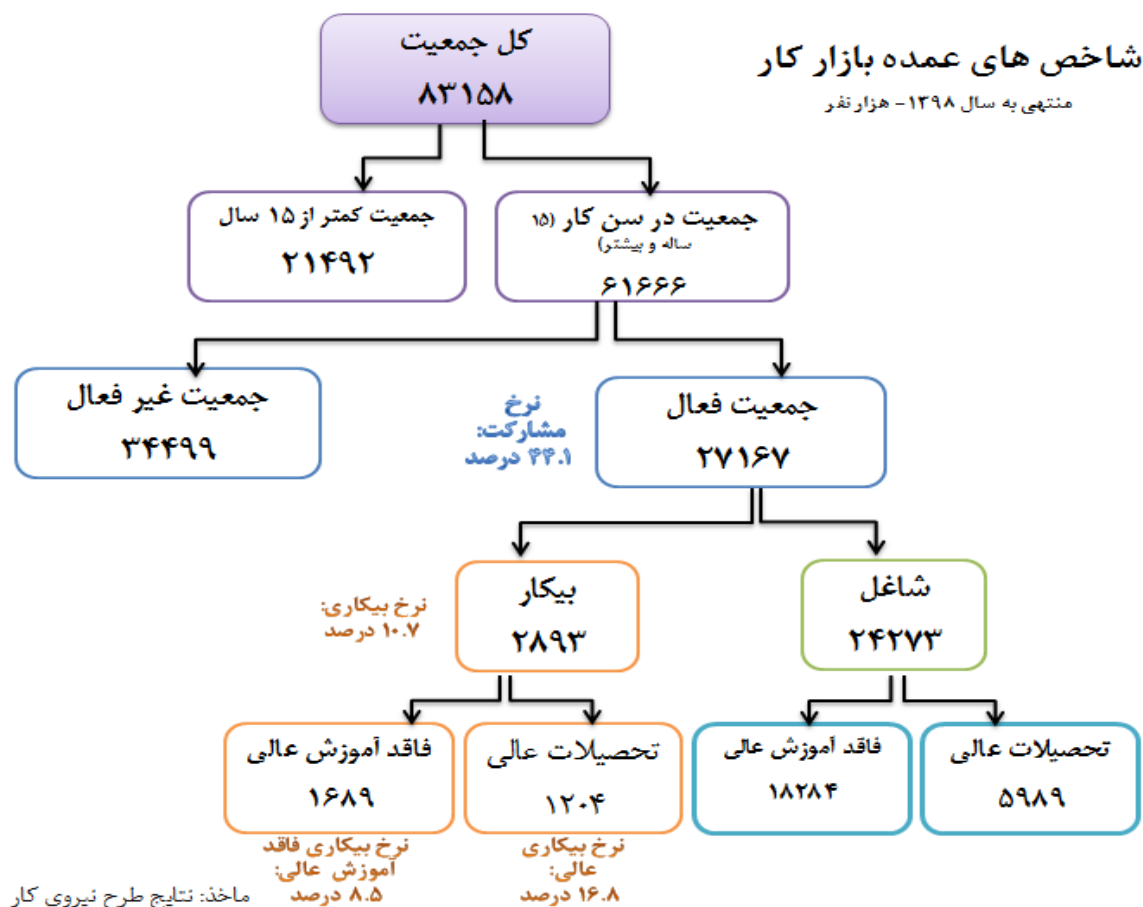 شاخص های عمده بازار کار
منتهی به سال ۱۳۹۸- هزار نفر
کل جمعیت
۸۳۱۵۸
جمعیت در سن کار (۱۵
ساله و بیشتر)
۶۱۶۶۶
جمعیت کمتر از ۱۵ سال
۲۱۴۹۲
جمعیت فعال
۲۷۱۶۷
نرخ
مشارکت:
۴۴.۱ درصد
جمعیت غیر فعال
۳۴۴۹۹
شاغل
۲۴۲۷۳
بیکار
۲۸۹۳
نرخ بیکاری:
۱۰.۷ درصد
تحصیلات عالی
۵۹۸۹
فاقد آموزش عالی
۱۸۲۸۴
تحصیلات عالی
۱۲۰۴
نرخ بیکاری
عالی:
۱۶.۸ درصد
فاقد آموزش عالی
۱۶۸۹
نرخ بیکاری فاقد
آموزش عالی:
۸.۵ درصد
ماخذ: نتایج طرح نیروی کار